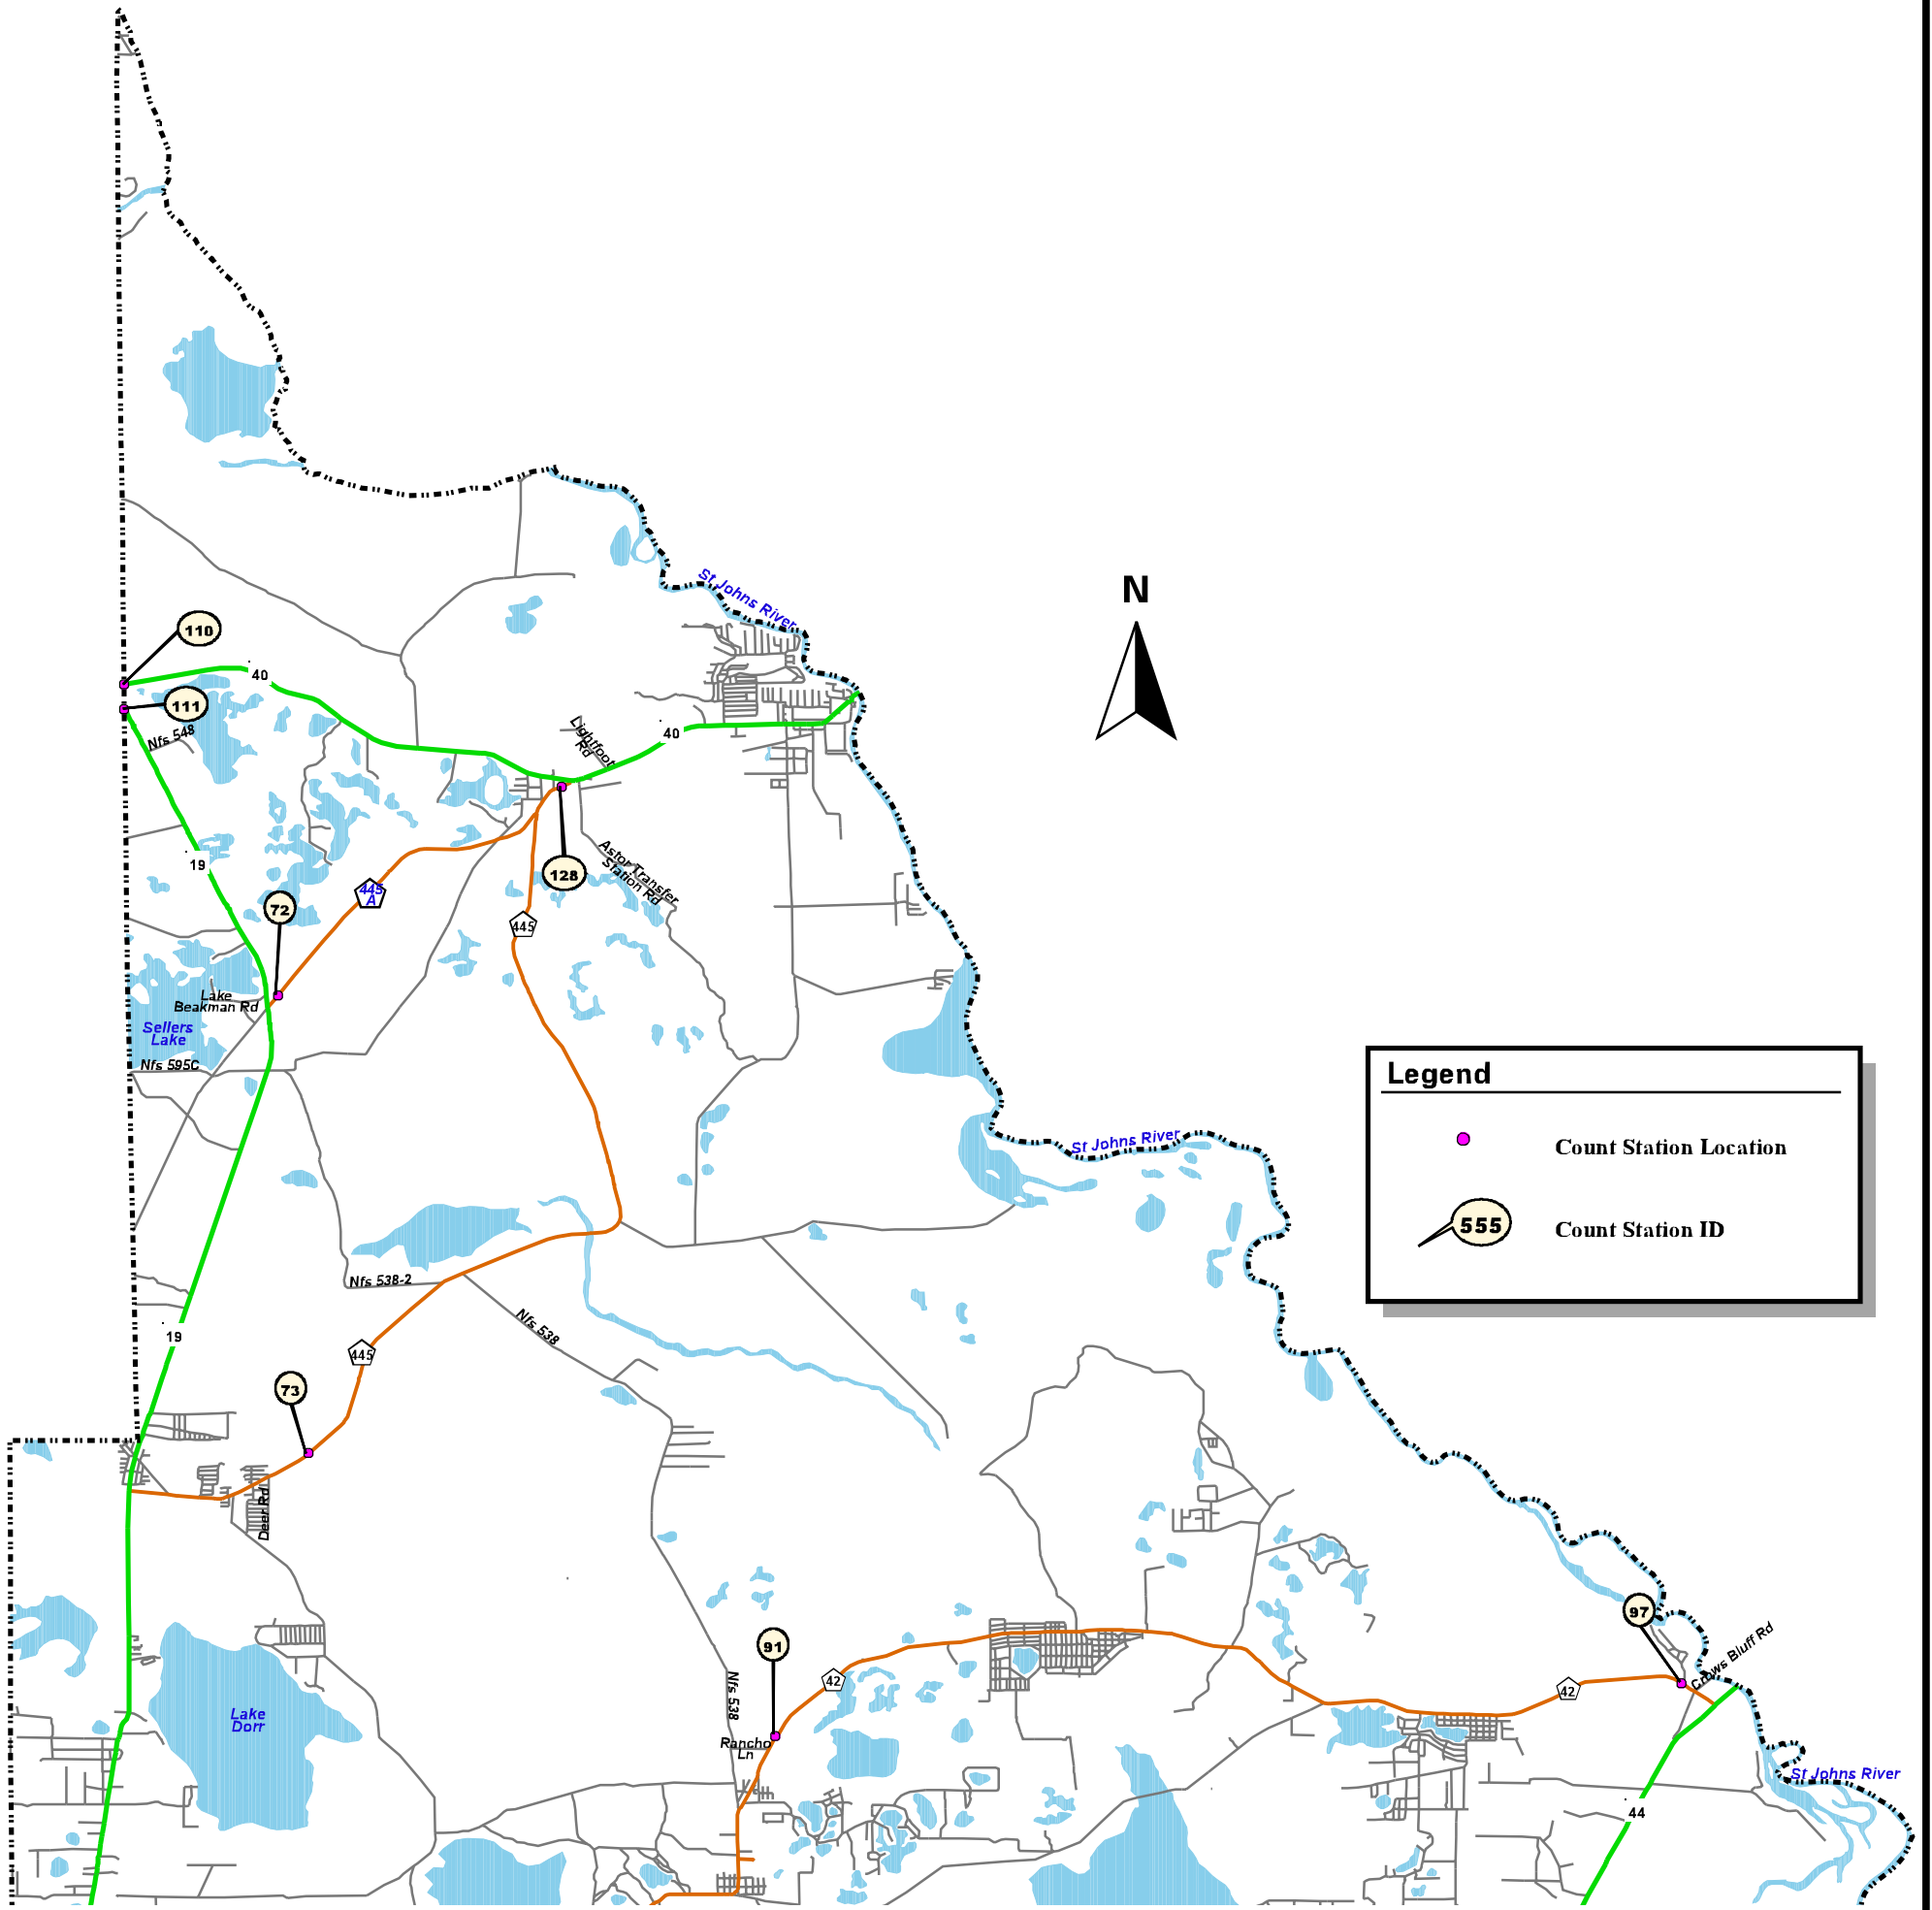 St Johns River
N
110
40
111
Nfs 548
Lightfoot
Rd
40
19
128
Astor Transfer
Station Rd
445
A
72
445
Lake
Beakman Rd
Sellers
Lake
Nfs 595C
Legend
Count Station Location
555
Count Station ID
St Johns River
Nfs 538-2
Nfs 538
19
445
73
Deer Rd
97
Crows Bluff Rd
91
42
42
Nfs 538
Lake
Dorr
Rancho
Ln
St Johns River
44